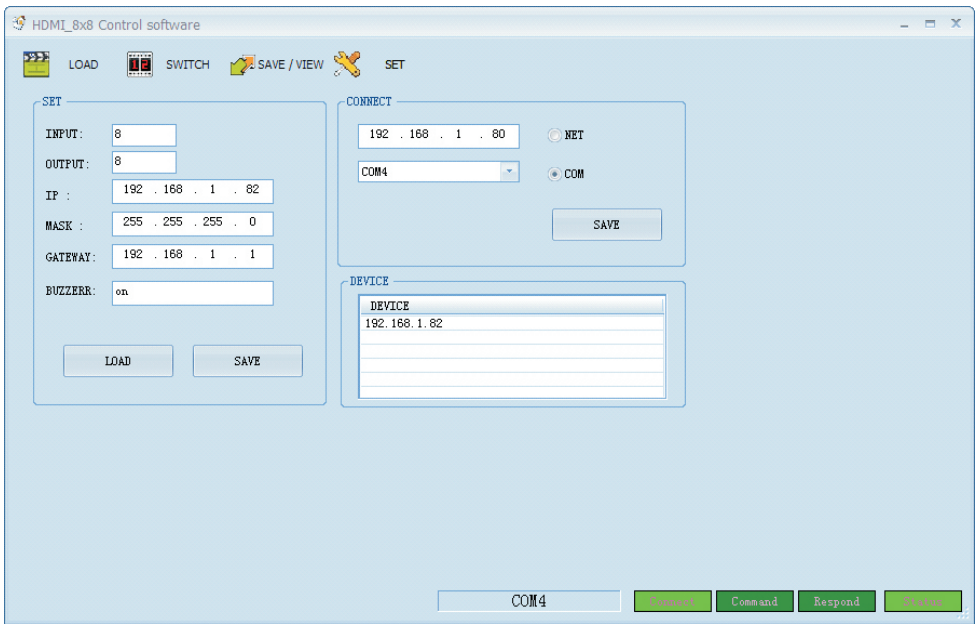 HDMI_8x8 Control software
LOAD SWITCH SAVE / VIEW SET
SET
INPUT: 8
OUTPUT: 8
IP : 192 . 168 . 1 . 82
MASK : 255 . 255 . 255 . 0
GATEWAY: 192 . 168 . 1 . 1
BUZZERR: on
LOAD SAVE
CONNECT
192 . 168 . 1 . 80 NET
COM4 COM
SAVE
DEVICE
DEVICE
192.168.1.82
COM4 Connect Command Respond Status